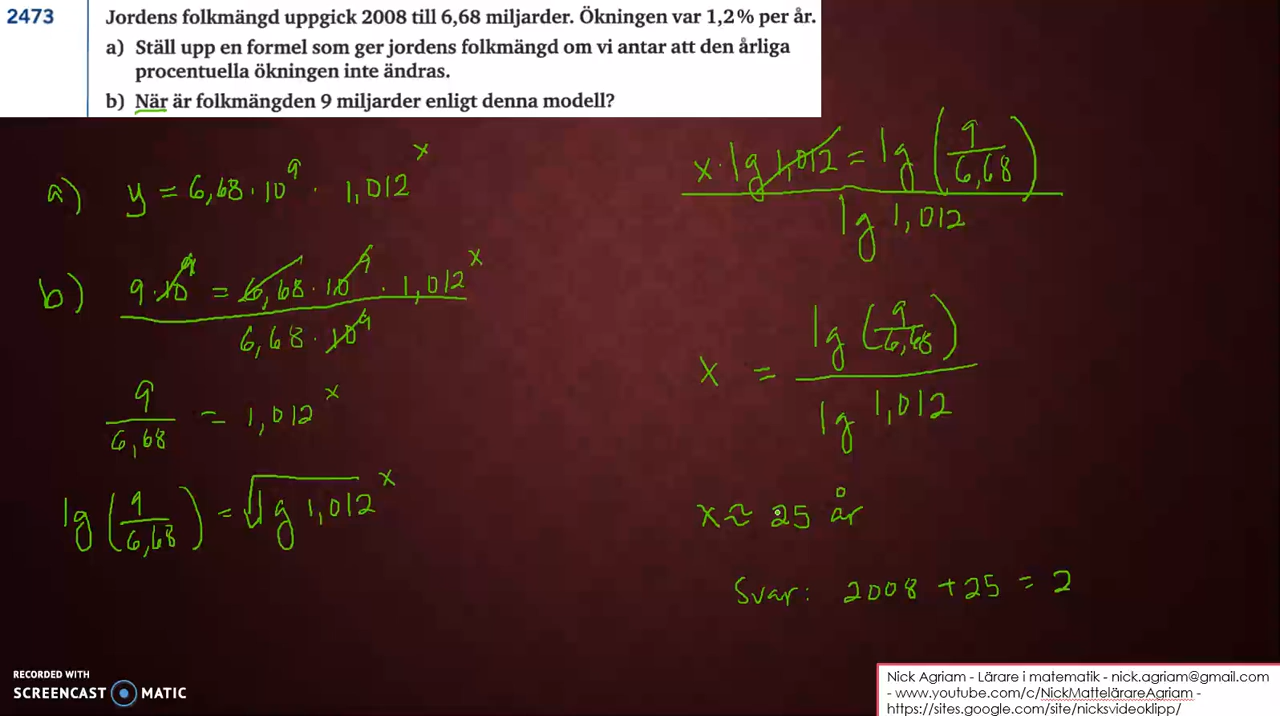 2473
Jordens folkmängd uppgick 2008 till 6,68 miljarder. Ökningen var 1,2% per år.
a) Ställ upp en formel som ger jordens folkmängd om vi antar att den årliga
procentuella ökningen inte ändras.
b) När är folkmängden 9 miljarder enligt denna modell?
a) y = 6,68 · 10^9 · 1,012^x
b) 9 · 10^9 = 6,68 · 10^9 · 1,012^x
6,68 · 10^9
9/6,68 = 1,012^x
lg (9/6,68) = lg 1,012^x
x · lg 1,012 = lg (9/6,68)
lg 1,012
x = lg (9/6,68) / lg 1,012
x ≈ 25 år
Svar: 2008 + 25 = 2
RECORDED WITH
SCREENCAST MATIC
Nick Agriam - Lärare i matematik - nick.agriam@gmail.com
- www.youtube.com/c/NickMattelärareAgriam -
https://sites.google.com/site/nicksvideoklipp/